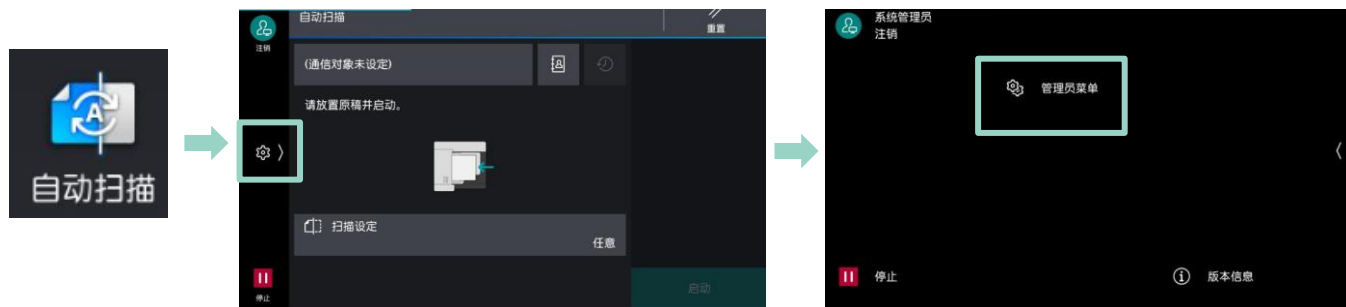 自动扫描
注销
自动扫描
重置
(通信对象未设定)
请放置原稿并启动。
扫描设定
任意
停止
启动
系统管理员
注销
管理员菜单
停止
版本信息